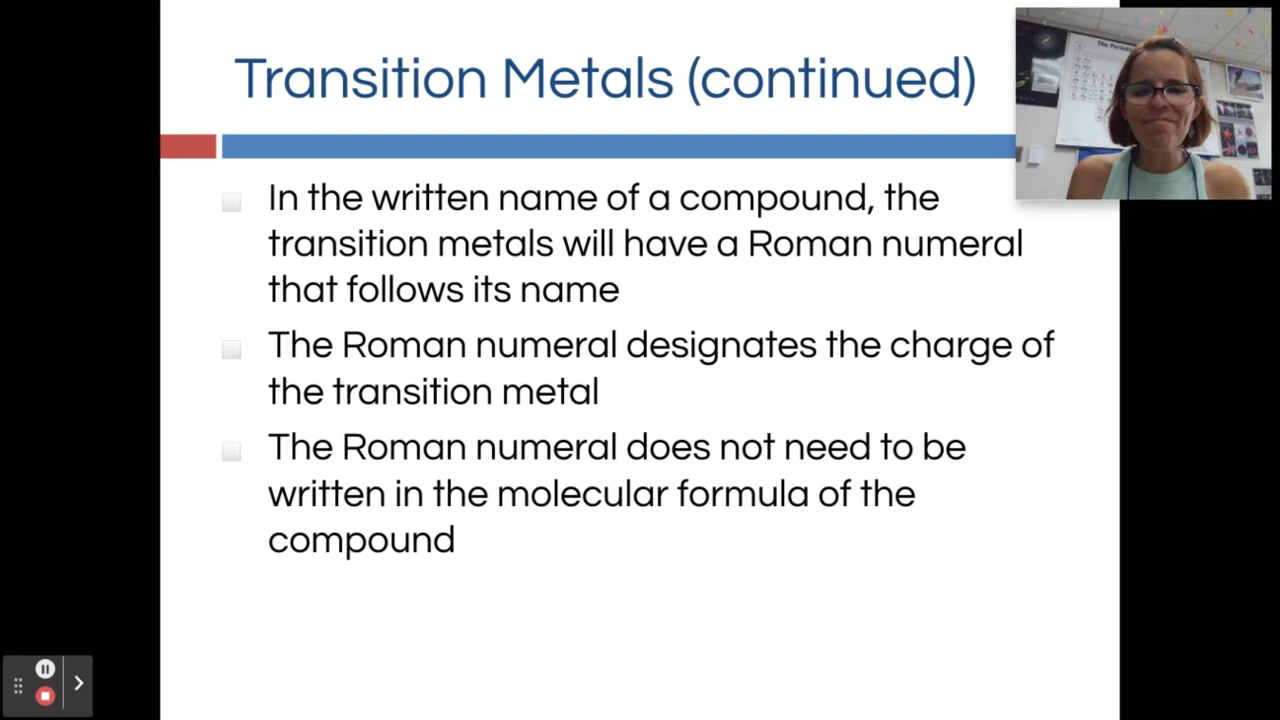 Transition Metals (continued)
The Periodi
In the written name of a compound, the
transition metals will have a Roman numeral
that follows its name
The Roman numeral designates the charge of
the transition metal
The Roman numeral does not need to be
written in the molecular formula of the
compound